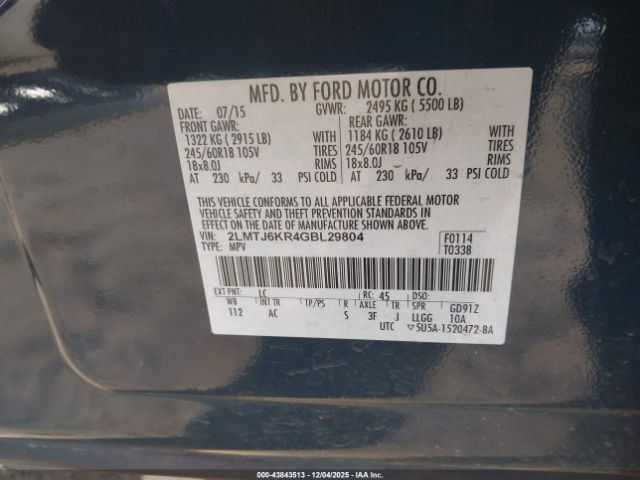 MFD. BY FORD MOTOR CO.
DATE: 07/15 GVWR: 2495 KG ( 5500 LB)
FRONT GAWR: REAR GAWR:
1322 KG ( 2915 LB) WITH 1184 KG ( 2610 LB) WITH
245/60R18 105V TIRES 245/60R18 105V TIRES
18x8.0J RIMS 18x8.0J RIMS
AT 230 kPa/ 33 PSI COLD AT 230 kPa/ 33 PSI COLD
THIS VEHICLE CONFORMS TO ALL APPLICABLE FEDERAL MOTOR
VEHICLE SAFETY AND THEFT PREVENTION STANDARDS IN
EFFECT ON THE DATE OF MANUFACTURE SHOWN ABOVE.
VIN: 2LMTJ6KR4GBL29804 F0114
TYPE: MPV T0338
EXT PNT: LC RC: 45 DSO:
WB INT TR TP/PS R AXLE TR SPR GD91Z
112 AC S 3F J LLGG 10A
UTC ▽5U5A-1520472-BA
000-43843513 - 12/04/2025 - IAAI, Inc.